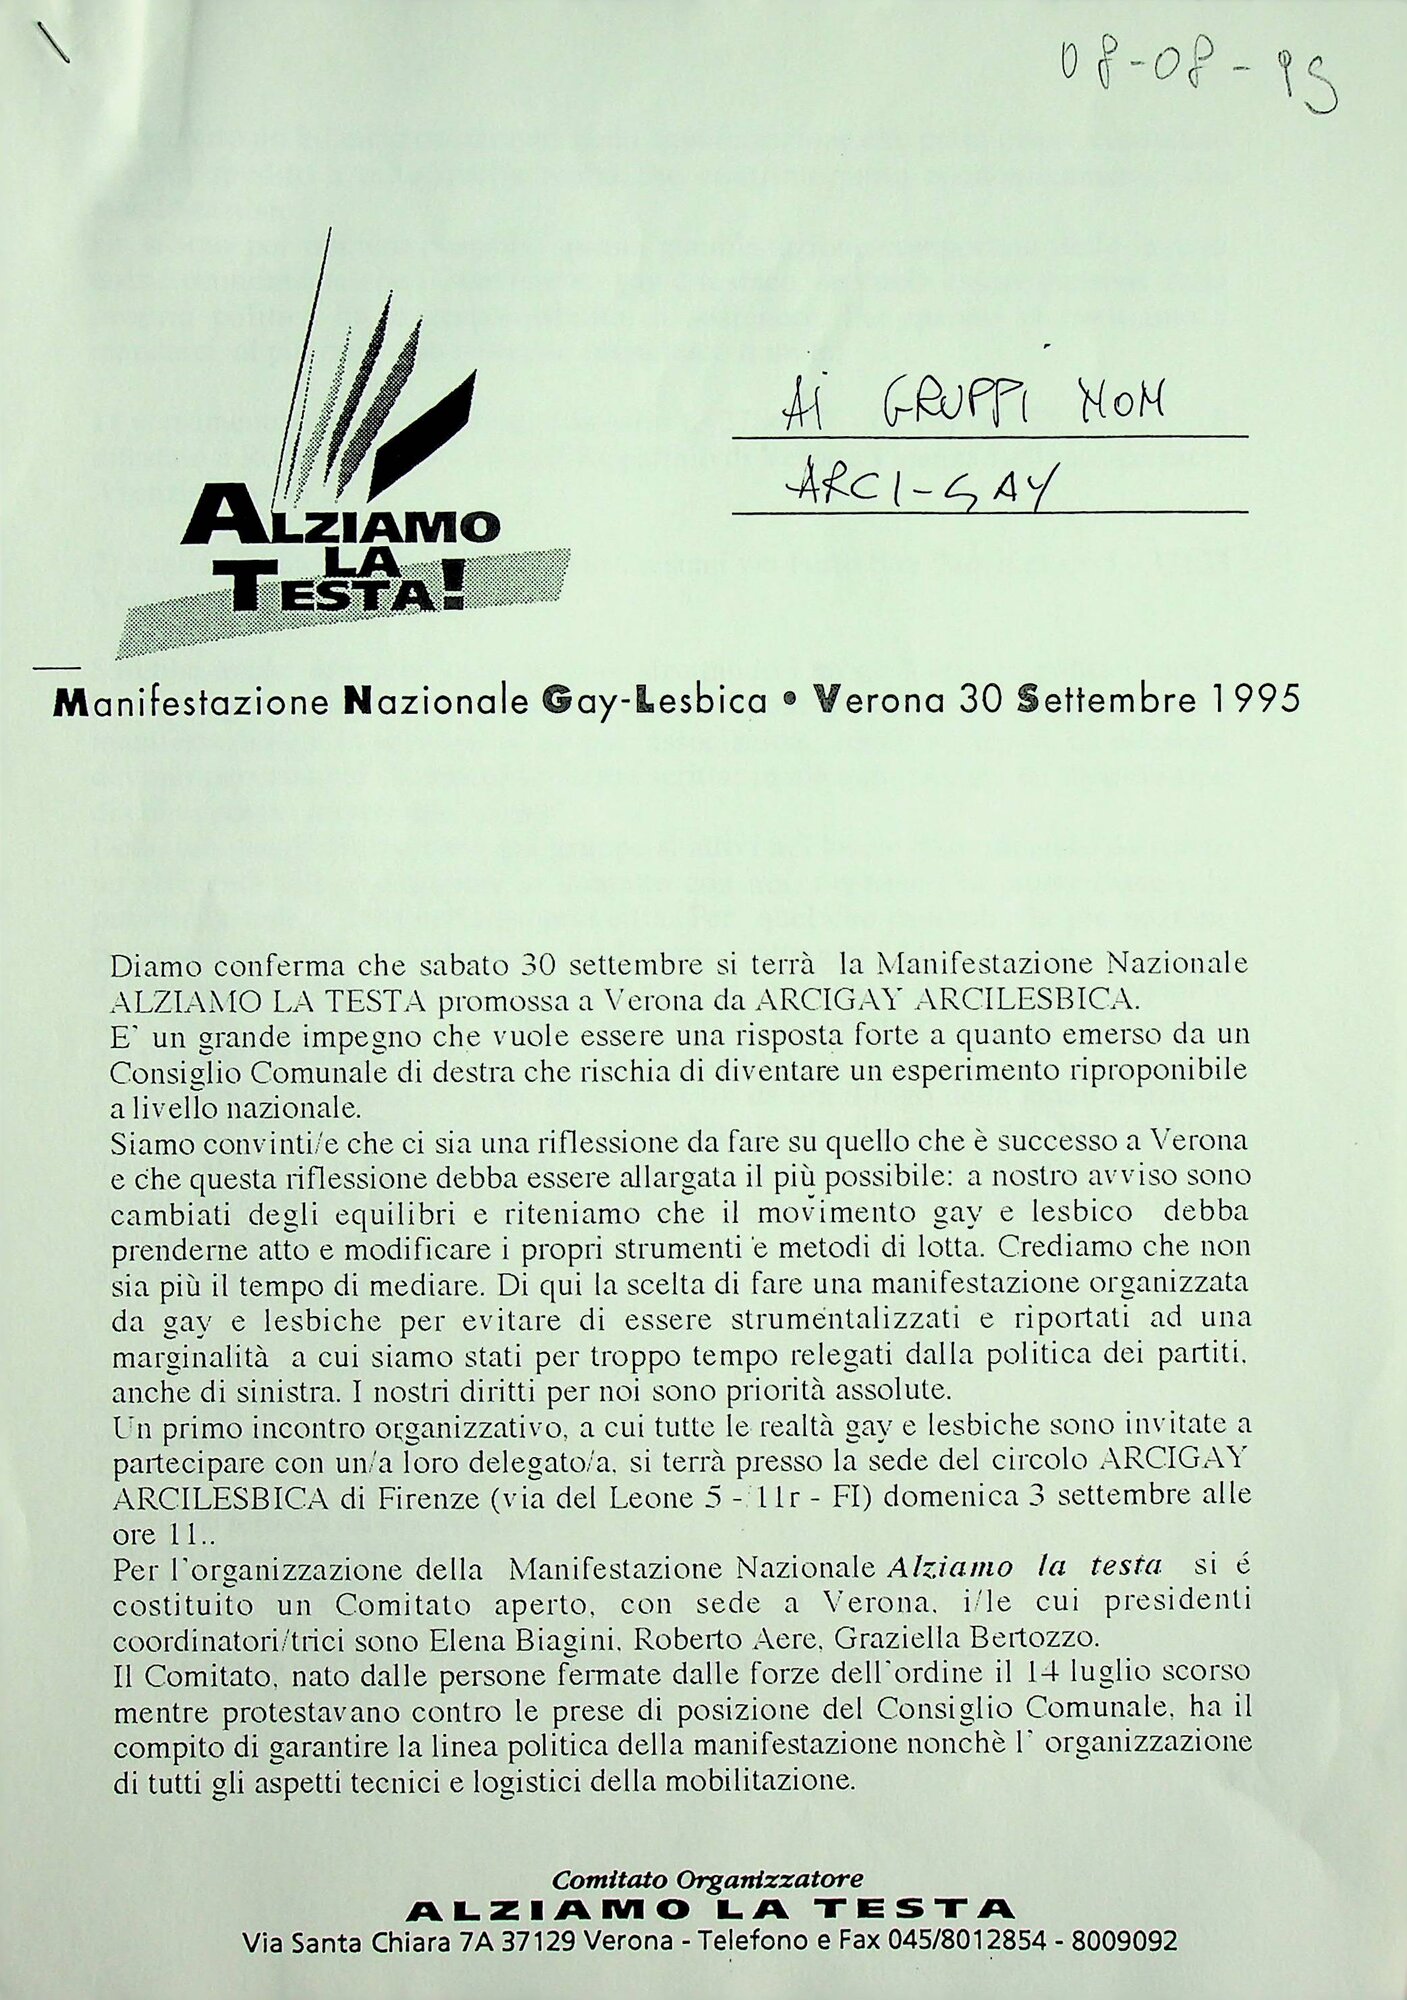 08-08-95
AI GRUPPI NON
ARCI-GAY
ALZIAMO
LA
TESTA!
Manifestazione Nazionale Gay-Lesbica • Verona 30 Settembre 1995
Diamo conferma che sabato 30 settembre si terrà la Manifestazione Nazionale
ALZIAMO LA TESTA promossa a Verona da ARCIGAY ARCILESBICA.
E' un grande impegno che vuole essere una risposta forte a quanto emerso da un
Consiglio Comunale di destra che rischia di diventare un esperimento riproponibile
a livello nazionale.
Siamo convinti/e che ci sia una riflessione da fare su quello che è successo a Verona
e che questa riflessione debba essere allargata il più possibile: a nostro avviso sono
cambiati degli equilibri e riteniamo che il movimento gay e lesbico debba
prenderne atto e modificare i propri strumenti e metodi di lotta. Crediamo che non
sia più il tempo di mediare. Di qui la scelta di fare una manifestazione organizzata
da gay e lesbiche per evitare di essere strumentalizzati e riportati ad una
marginalità a cui siamo stati per troppo tempo relegati dalla politica dei partiti,
anche di sinistra. I nostri diritti per noi sono priorità assolute.
Un primo incontro organizzativo, a cui tutte le realtà gay e lesbiche sono invitate a
partecipare con un/a loro delegato/a, si terrà presso la sede del circolo ARCIGAY
ARCILESBICA di Firenze (via del Leone 5 - 11r - FI) domenica 3 settembre alle
ore 11..
Per l'organizzazione della Manifestazione Nazionale Alziamo la testa si é
costituito un Comitato aperto, con sede a Verona, i/le cui presidenti
coordinatori/trici sono Elena Biagini, Roberto Aere, Graziella Bertozzo.
Il Comitato, nato dalle persone fermate dalle forze dell'ordine il 14 luglio scorso
mentre protestavano contro le prese di posizione del Consiglio Comunale, ha il
compito di garantire la linea politica della manifestazione nonchè l' organizzazione
di tutti gli aspetti tecnici e logistici della mobilitazione.
Comitato Organizzatore
ALZIAMO LA TESTA
Via Santa Chiara 7A 37129 Verona - Telefono e Fax 045/8012854 - 8009092